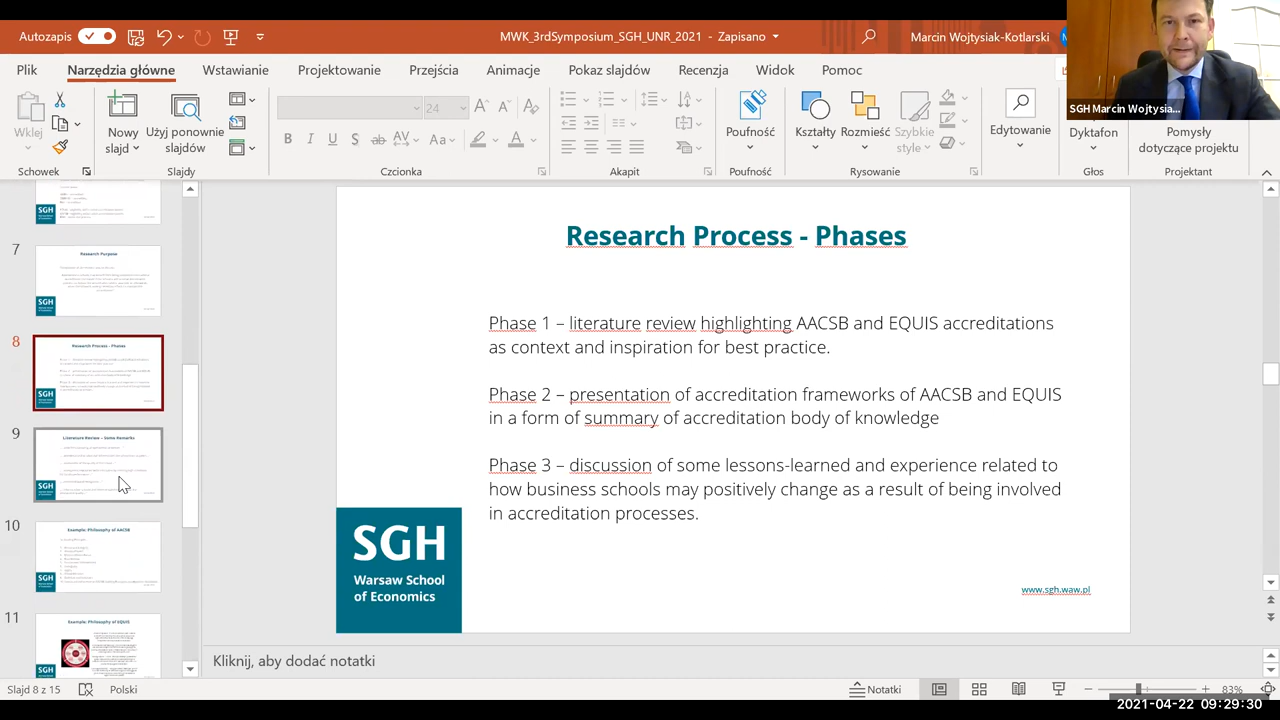 Autozapis
MWK_3rdSymposium_SGH_UNR_2021 - Zapisano
Marcin Wojtysiak-Kotlarski
SGH Marcin Wojtysia...
Plik
Narzędzia główne
Wstawianie
Projektowanie
Przejścia
Animacje
Pokaz slajdów
Recenzja
Widok
Pomoc
Wklej
Nowy slajd
Użyj ponownie slajdów
24
Poufność
Kształty
Rozmieść
Szybkie style
Edytowanie
Dyktafon
Pomysły dotyczące projektu
Schowek
Slajdy
Czcionka
Akapit
Poufność
Rysowanie
Głos
Projektant
7
Research Purpose
8
Research Process - Phases
9
Literature Review – Some Remarks
10
Example: Philosophy of AACSB
11
Example: Philosophy of EQUIS
SGH
Research Process - Phases
Phase 1 – literature review highlighting AACSB and EQUIS accreditations
as context and inspiration for best practices
Phase 2 – presentation of accreditation frameworks of AACSB and EQUIS
in a form of summary of accreditation body of knowledge
discussion of some lessons learned and experience related to
business schools may positively change as a result of being involved
in accreditation processes.
SGH
Warsaw School
of Economics
www.sgh.waw.pl
Kliknij, aby dodać notatki
Slajd 8 z 15
Polski
Notatki
83%
2021-04-22 09:29:30